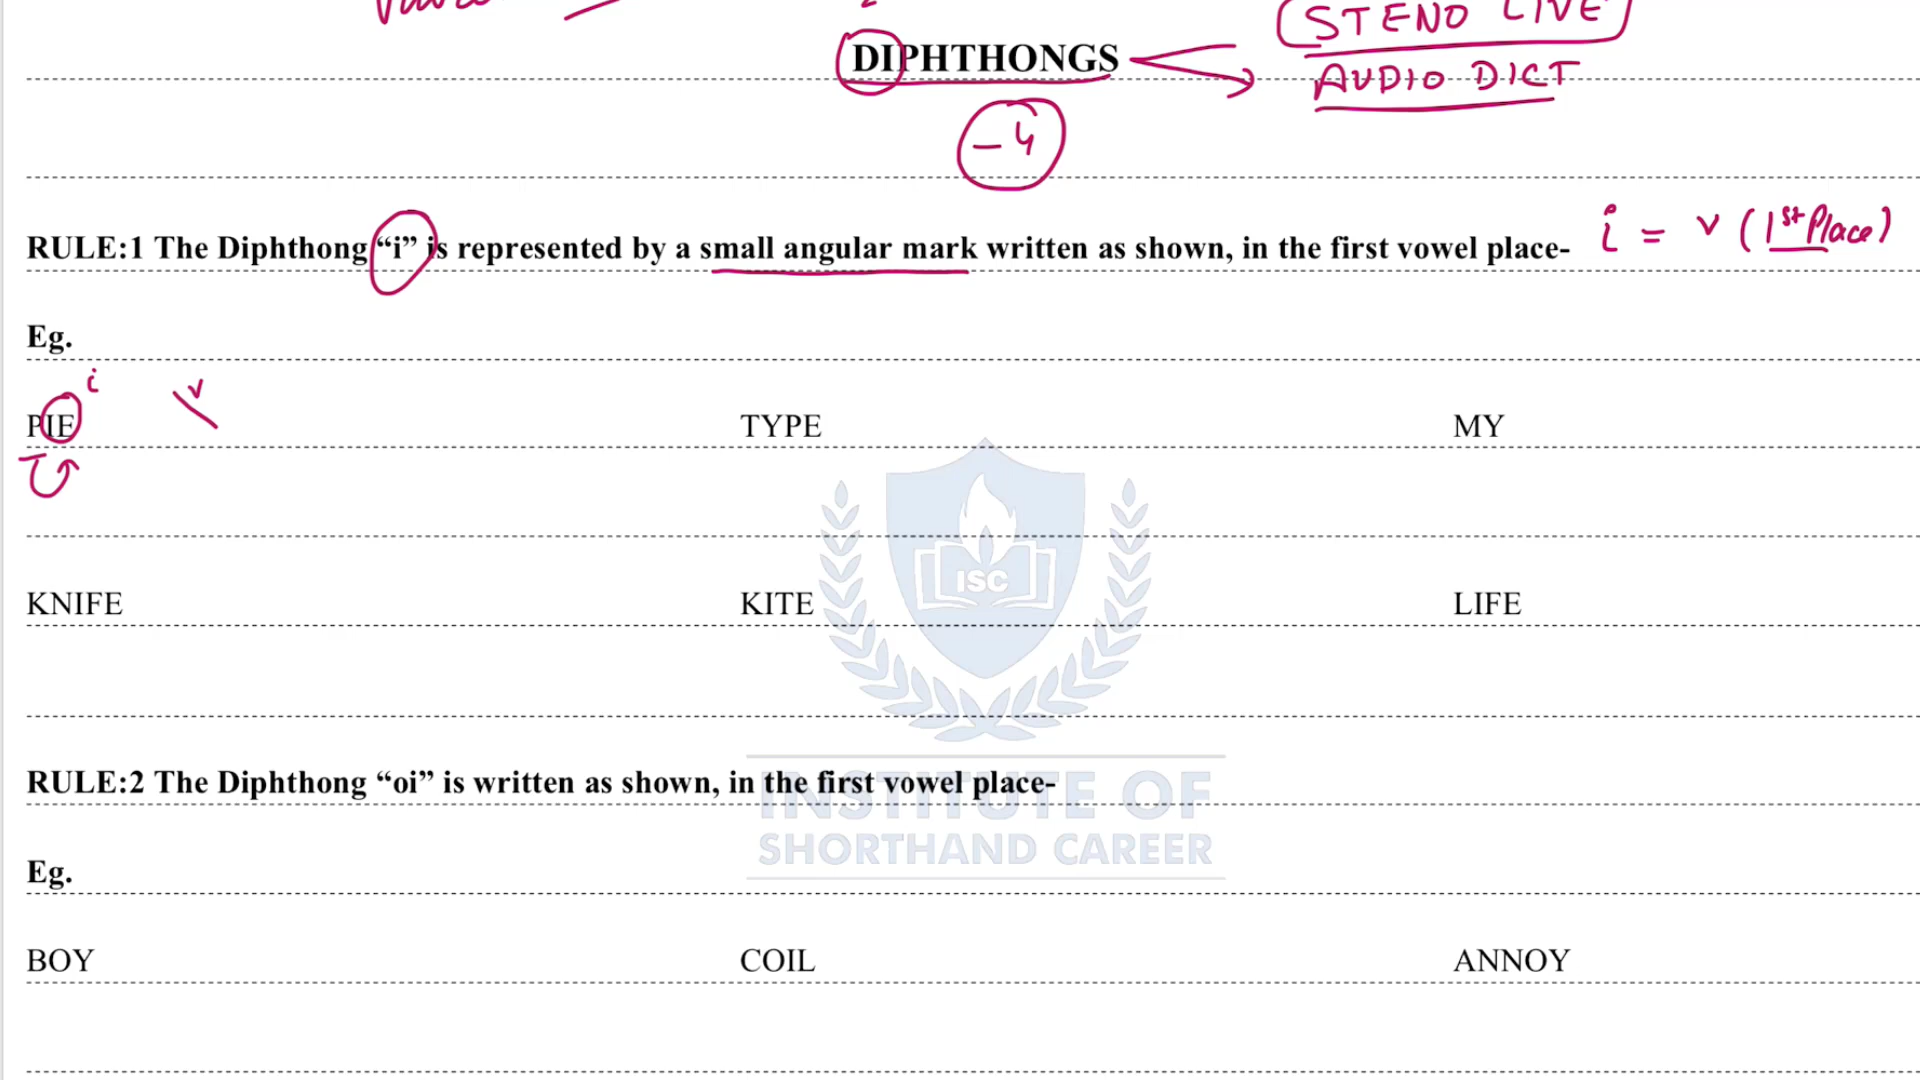 (STENO LIVE)
DIPHTHONGS
AUDIO DICT
- 4
RULE:1 The Diphthong “i” is represented by a small angular mark written as shown, in the first vowel place- i = v (1st Place)
Eg.
i v
PIE TYPE MY
KNIFE KITE LIFE
ISC
RULE:2 The Diphthong “oi” is written as shown, in the first vowel place-
INSTITUTE OF
SHORTHAND CAREER
Eg.
BOY COIL ANNOY